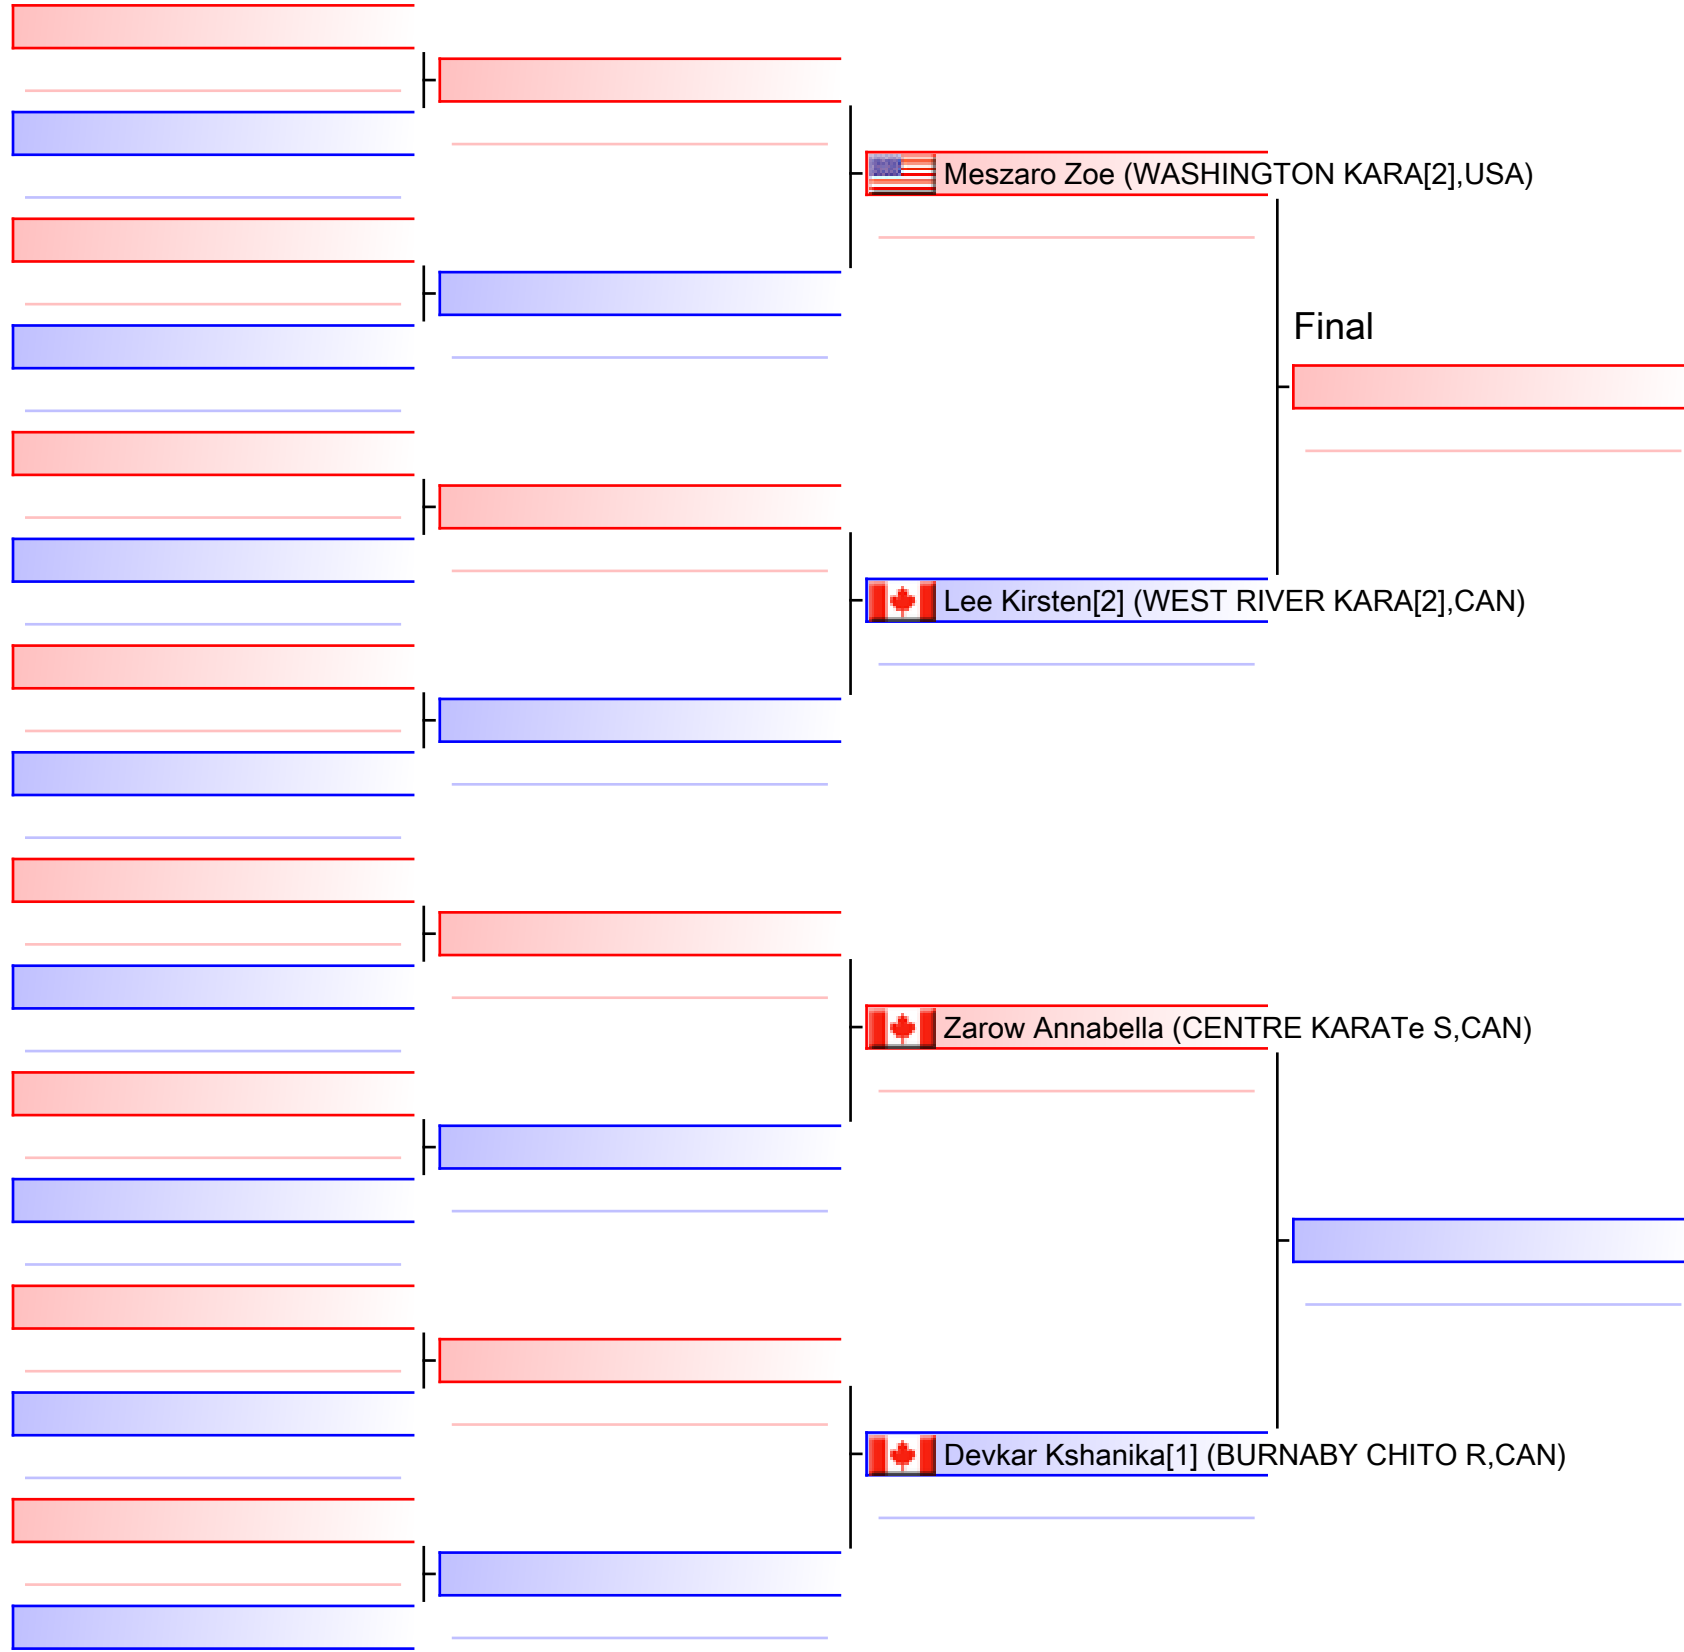 Meszaro Zoe (WASHINGTON KARA[2],USA)
Final
Lee Kirsten[2] (WEST RIVER KARA[2],CAN)
Zarow Annabella (CENTRE KARATe S,CAN)
Devkar Kshanika[1] (BURNABY CHITO R,CAN)